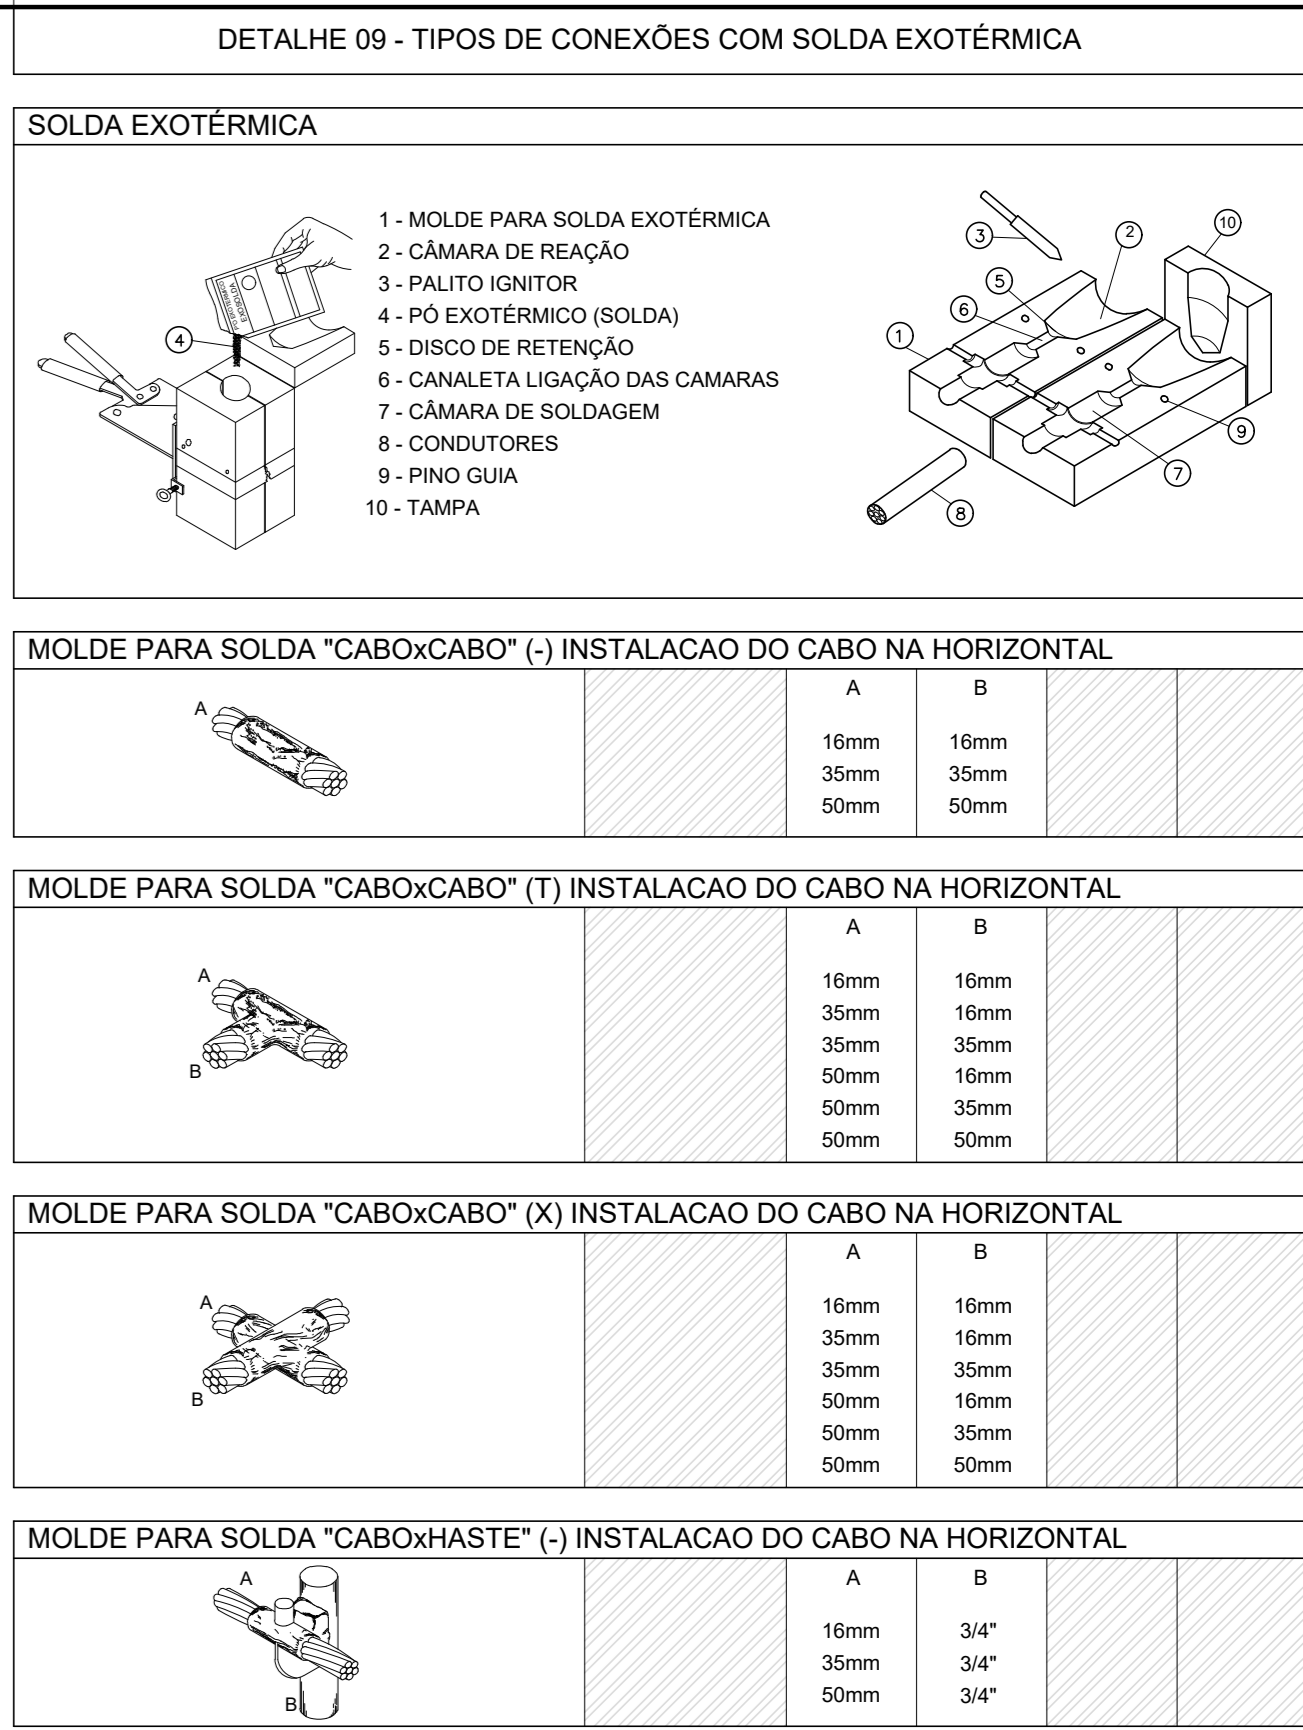 DETALHE 09 - TIPOS DE CONEXÕES COM SOLDA EXOTÉRMICA
SOLDA EXOTÉRMICA
PÓ EXOTÉRMICO
EXOSOLDA
4
1 - MOLDE PARA SOLDA EXOTÉRMICA
2 - CÂMARA DE REAÇÃO
3 - PALITO IGNITOR
4 - PÓ EXOTÉRMICO (SOLDA)
5 - DISCO DE RETENÇÃO
6 - CANALETA LIGAÇÃO DAS CAMARAS
7 - CÂMARA DE SOLDAGEM
8 - CONDUTORES
9 - PINO GUIA
10 - TAMPA
3
2
10
5
6
1
9
7
8
MOLDE PARA SOLDA "CABOxCABO" (-) INSTALACAO DO CABO NA HORIZONTAL
A
A B
16mm 16mm
35mm 35mm
50mm 50mm
MOLDE PARA SOLDA "CABOxCABO" (T) INSTALACAO DO CABO NA HORIZONTAL
A
B
A B
16mm 16mm
35mm 16mm
35mm 35mm
50mm 16mm
50mm 35mm
50mm 50mm
MOLDE PARA SOLDA "CABOxCABO" (X) INSTALACAO DO CABO NA HORIZONTAL
A
B
A B
16mm 16mm
35mm 16mm
35mm 35mm
50mm 16mm
50mm 35mm
50mm 50mm
MOLDE PARA SOLDA "CABOxHASTE" (-) INSTALACAO DO CABO NA HORIZONTAL
A
B
A B
16mm 3/4"
35mm 3/4"
50mm 3/4"